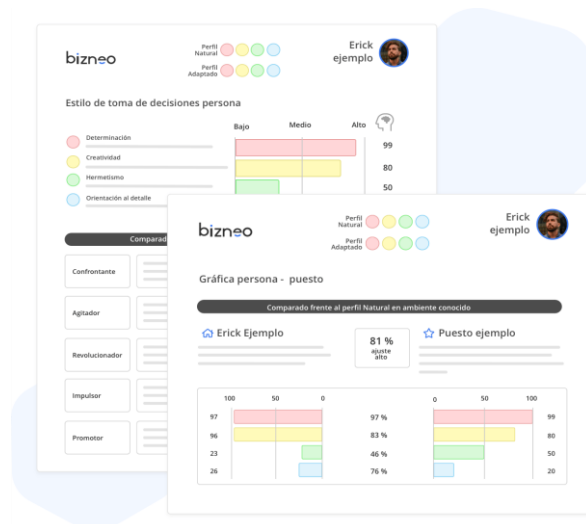 bizneo
Perfil
Natural
Perfil
Adaptado
Erick
ejemplo
Estilo de toma de decisiones persona
Determinación
Creatividad
Hermetismo
Orientación al detalle
Bajo Medio Alto
99
80
50
Comparad
Confrontante
Agitador
Revolucionador
Impulsor
Promotor
bizneo
Perfil
Natural
Perfil
Adaptado
Erick
ejemplo
Gráfica persona - puesto
Comparado frente al perfil Natural en ambiente conocido
Erick Ejemplo
81 %
ajuste
alto
Puesto ejemplo
100 50 0 0 50 100
97 97 % 99
96 83 % 80
23 46 % 50
26 76 % 20